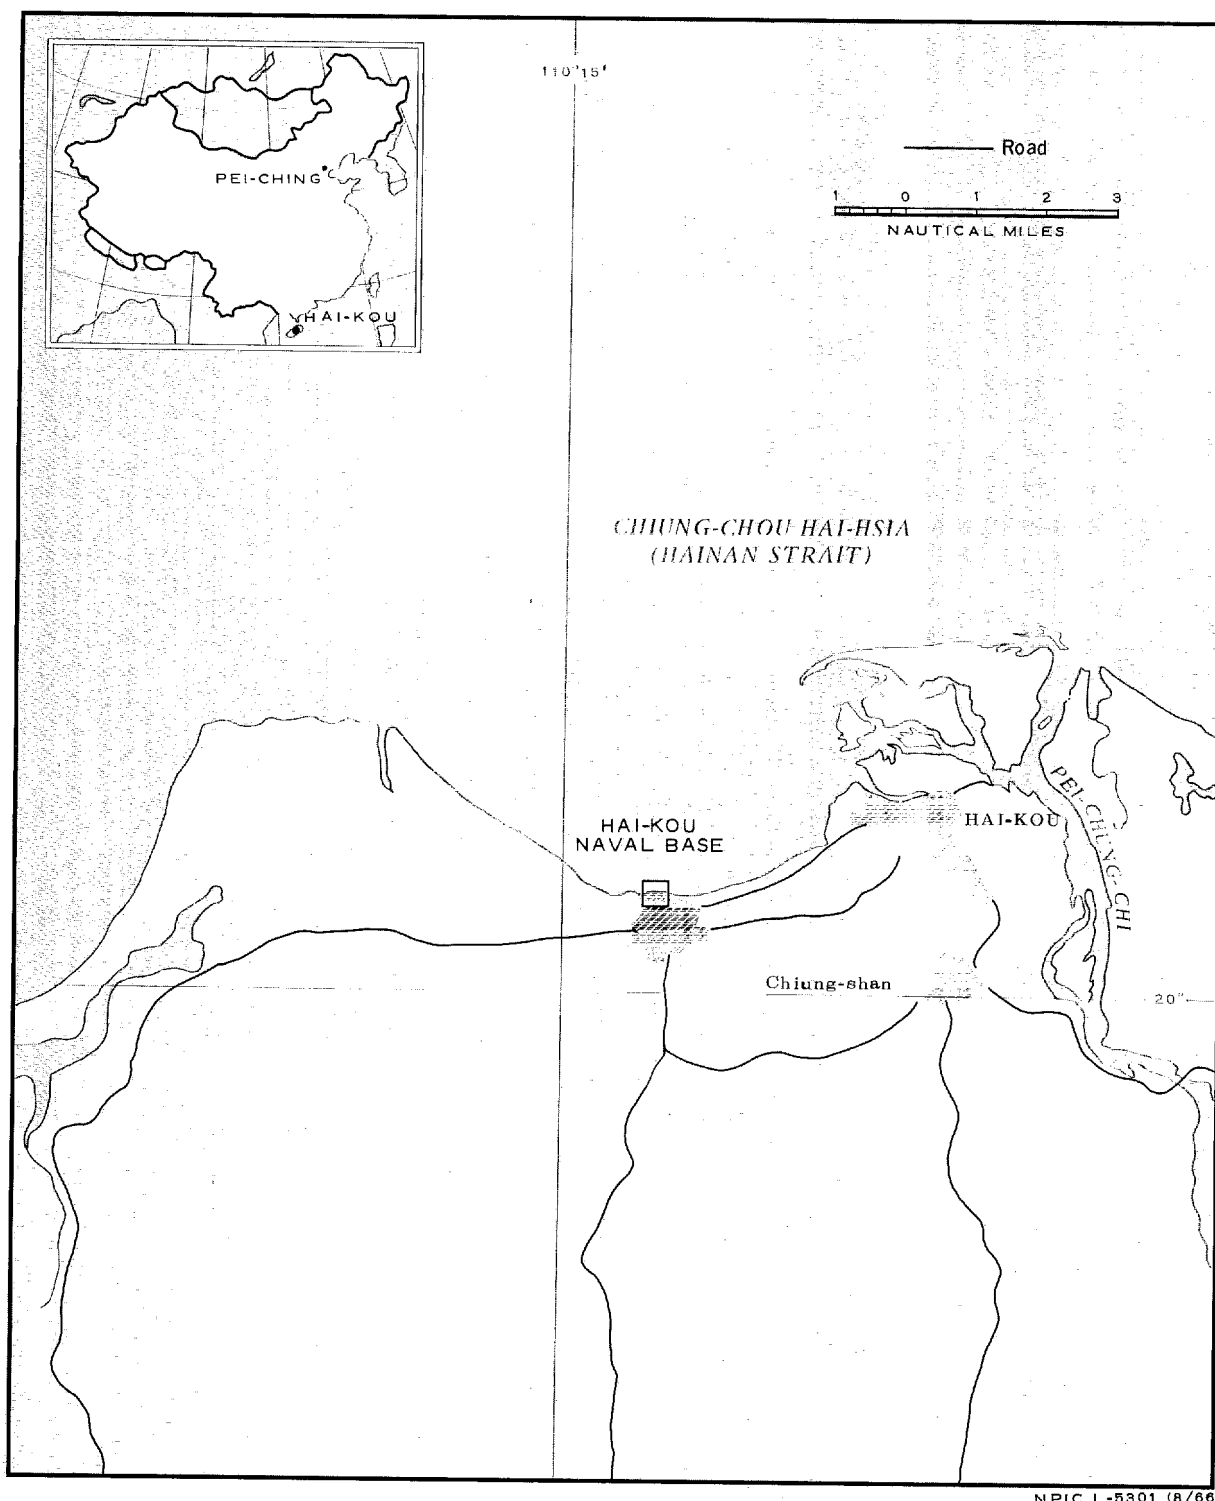 110°15'
Road
1 0 1 2 3
NAUTICAL MILES
PEI-CHING
HAI-KOU
CHIUNG-CHOU HAI-HSIA
(HAINAN STRAIT)
HAI-KOU
NAVAL BASE
HAI-KOU
PEI-CHUNG-CHI
Chiung-shan
20°
NPIC L-5301 (8/66